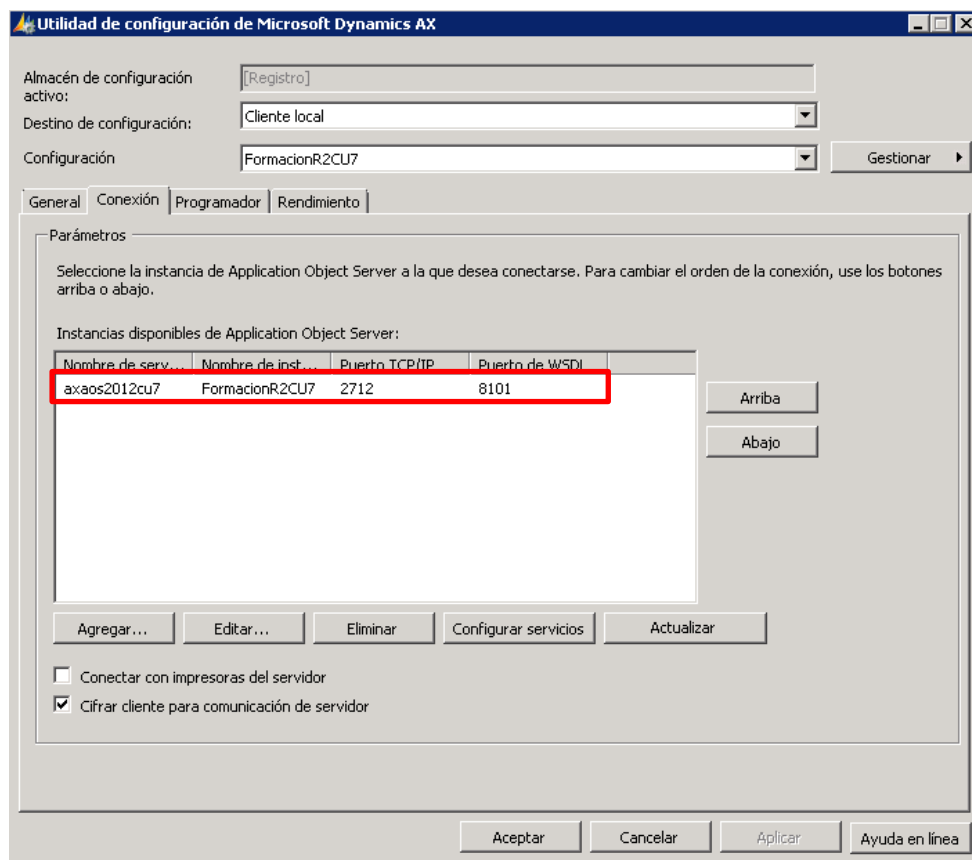 Utilidad de configuración de Microsoft Dynamics AX
Almacén de configuración
activo:
[Registro]
Destino de configuración:
Cliente local
Configuración
FormacionR2CU7
Gestionar
General
Conexión
Programador
Rendimiento
Parámetros
Seleccione la instancia de Application Object Server a la que desea conectarse. Para cambiar el orden de la conexión, use los botones
arriba o abajo.
Instancias disponibles de Application Object Server:
Nombre de serv... Nombre de inst... Puerto TCP/IP Puerto de WSDL
axaos2012cu7 FormacionR2CU7 2712 8101
Arriba
Abajo
Agregar... Editar... Eliminar Configurar servicios Actualizar
Conectar con impresoras del servidor
Cifrar cliente para comunicación de servidor
Aceptar Cancelar Aplicar Ayuda en línea